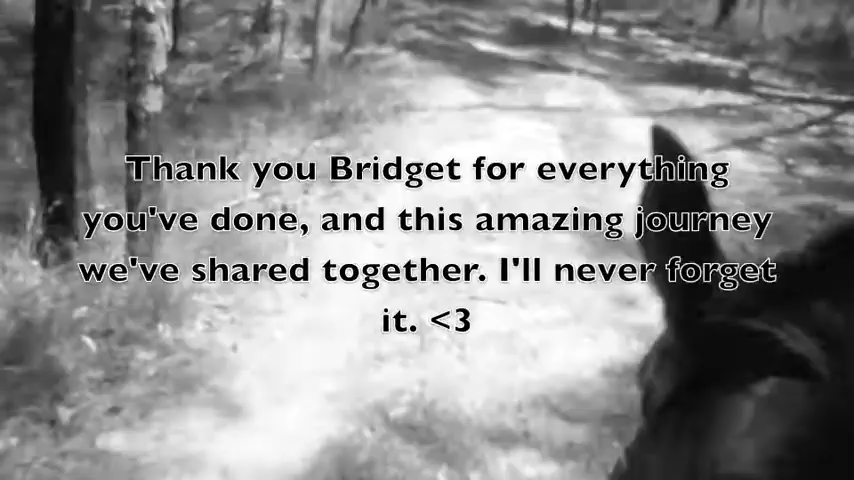 Thank you Bridget for everything
you've done, and this amazing journey
we've shared together. I'll never forget
it. <3